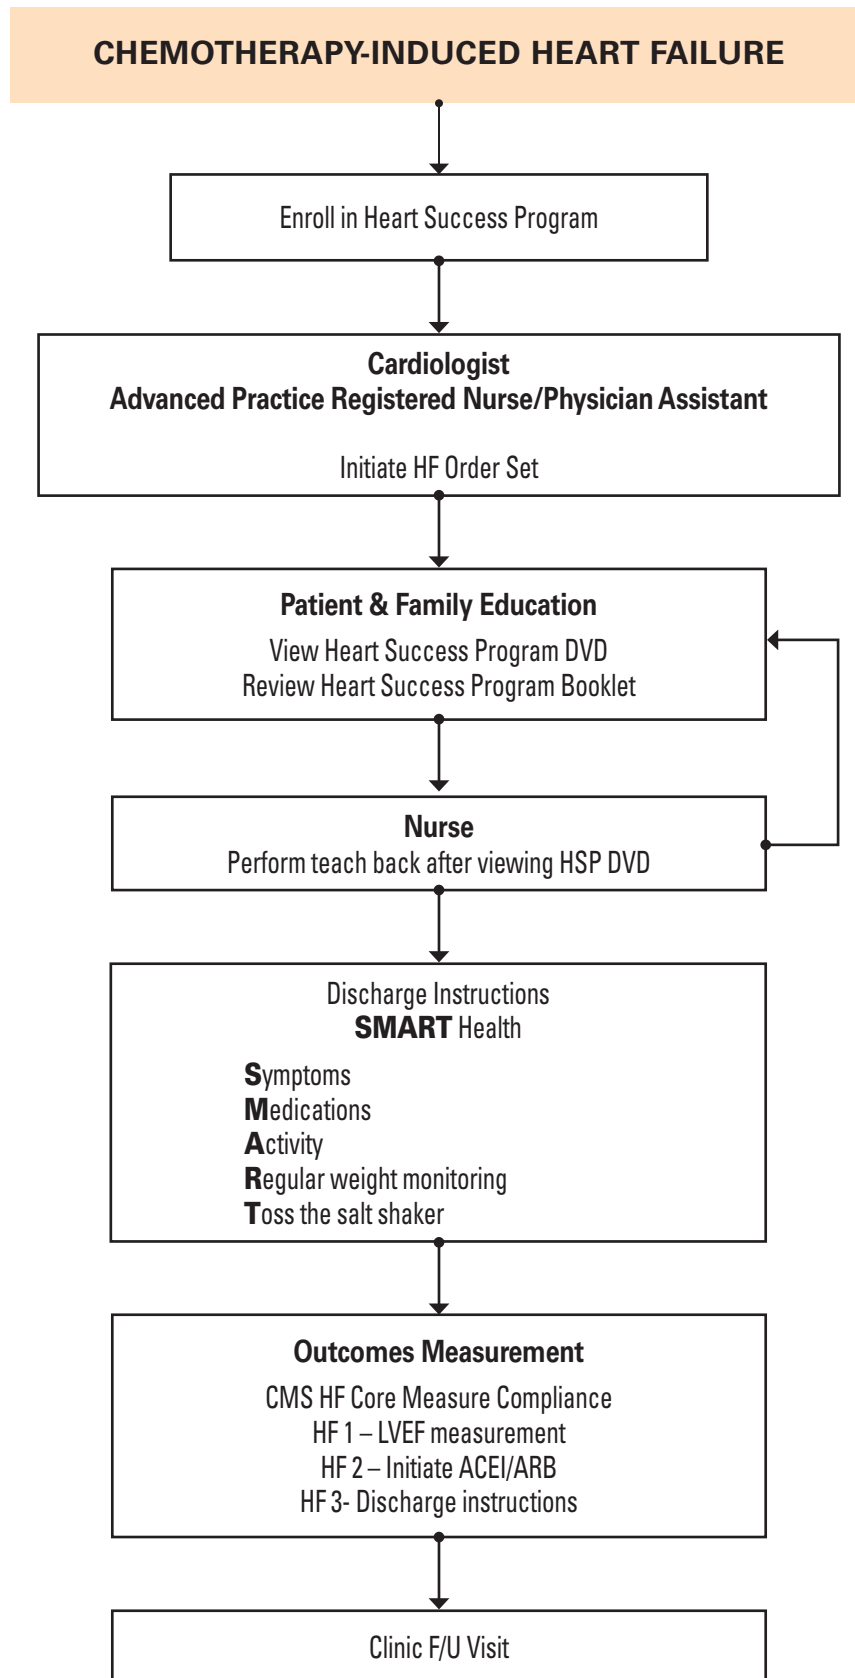 CHEMOTHERAPY-INDUCED HEART FAILURE
Enroll in Heart Success Program
Cardiologist
Advanced Practice Registered Nurse/Physician Assistant
Initiate HF Order Set
Patient & Family Education
View Heart Success Program DVD
Review Heart Success Program Booklet
Nurse
Perform teach back after viewing HSP DVD
Discharge Instructions
SMART Health
Symptoms
Medications
Activity
Regular weight monitoring
Toss the salt shaker
Outcomes Measurement
CMS HF Core Measure Compliance
HF 1 – LVEF measurement
HF 2 – Initiate ACEI/ARB
HF 3- Discharge instructions
Clinic F/U Visit